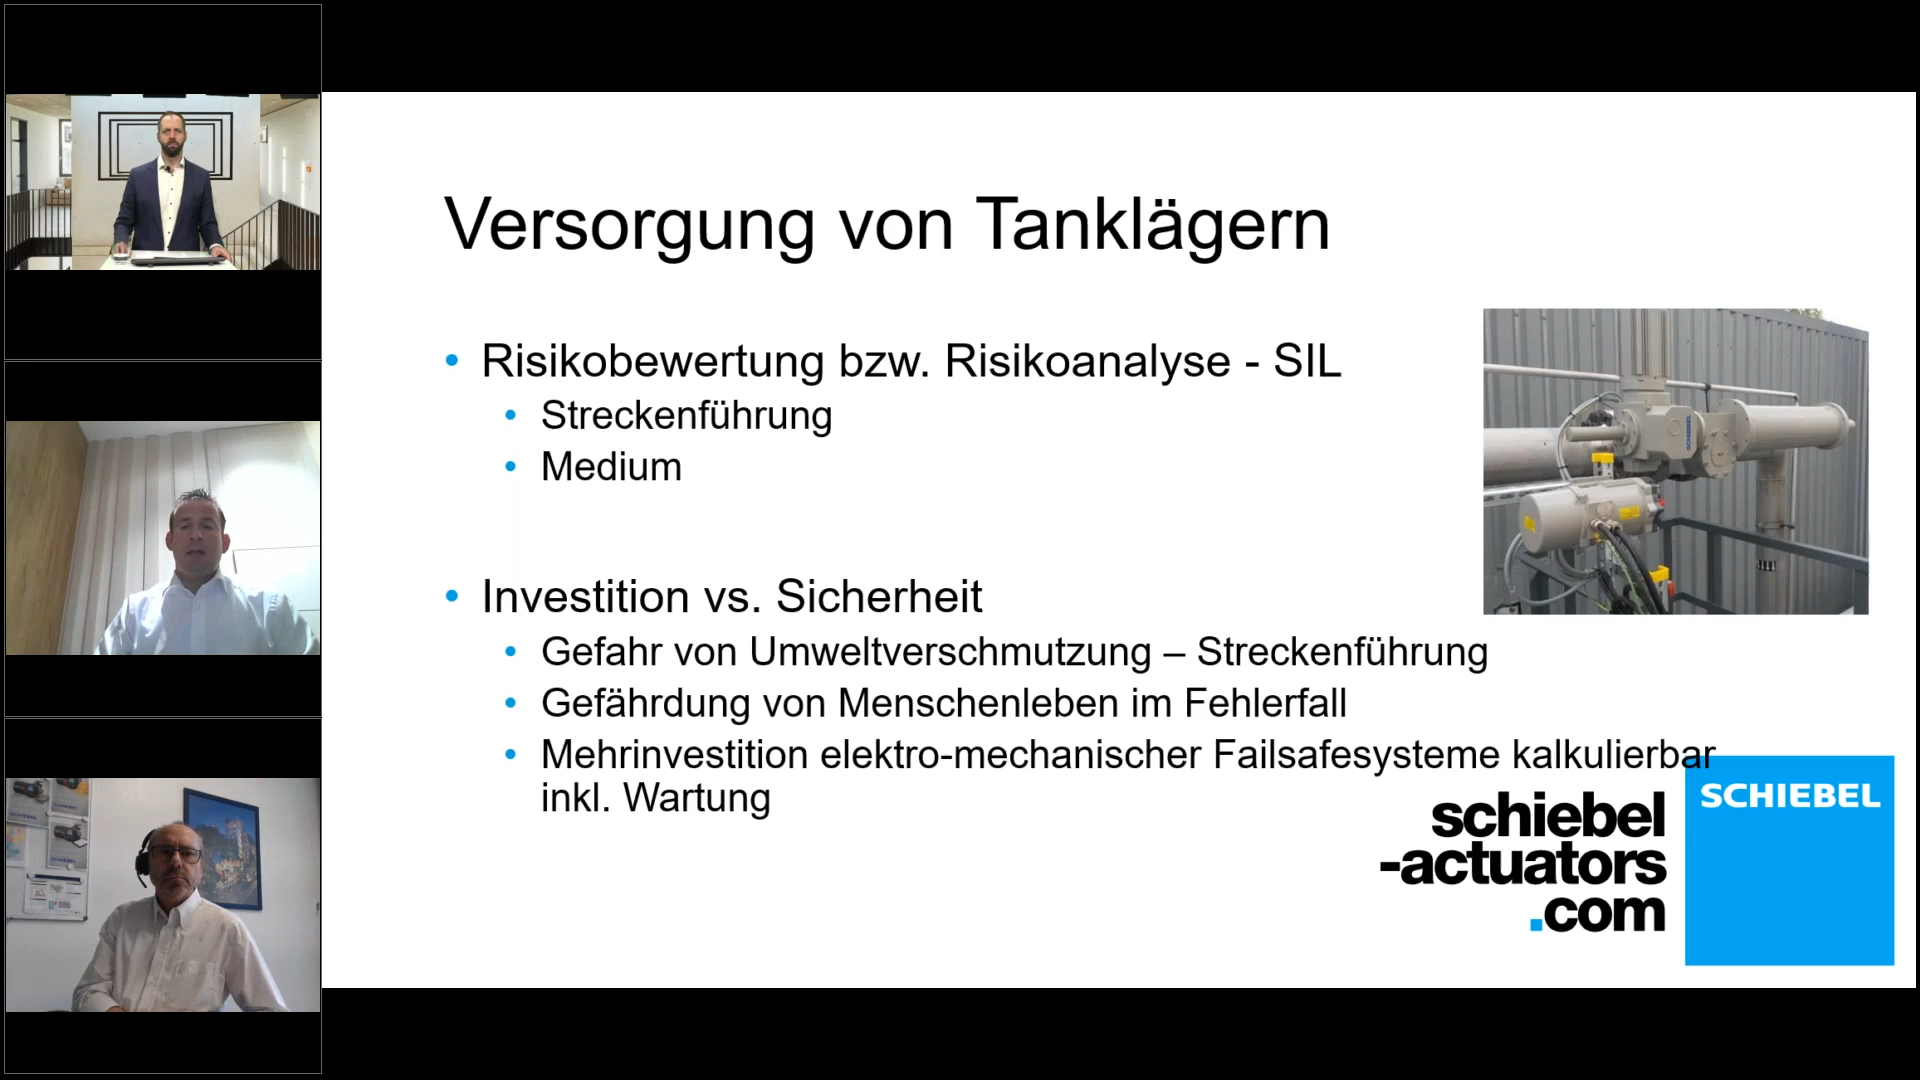 Versorgung von Tanklägern
• Risikobewertung bzw. Risikoanalyse - SIL
• Streckenführung
• Medium
• Investition vs. Sicherheit
• Gefahr von Umweltverschmutzung – Streckenführung
• Gefährdung von Menschenleben im Fehlerfall
• Mehrinvestition elektro-mechanischer Failsafesysteme kalkulierbar
inkl. Wartung
schiebel
-actuators
.com
SCHIEBEL
SCHIEBEL